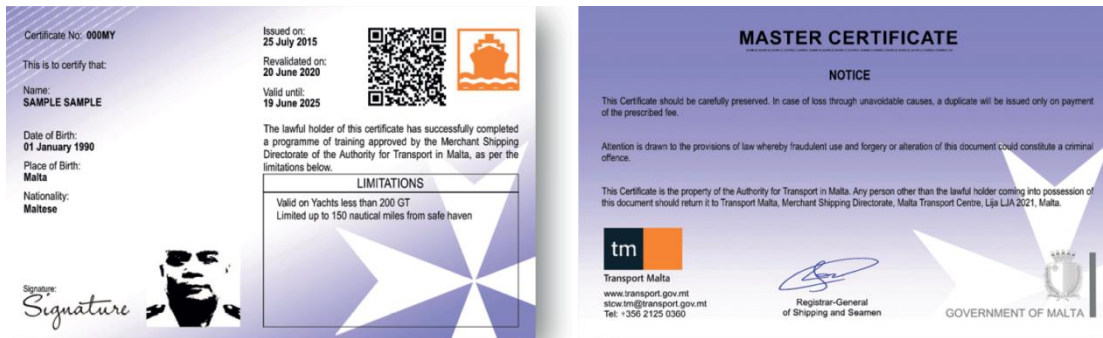 Certificate No: 000MY
This is to certify that:
Name:
SAMPLE SAMPLE
Date of Birth:
01 January 1990
Place of Birth:
Malta
Nationality:
Maltese
Signature:
Signature
Issued on:
25 July 2015
Revalidated on:
20 June 2020
Valid until:
19 June 2025
The lawful holder of this certificate has successfully completed
a programme of training approved by the Merchant Shipping
Directorate of the Authority for Transport in Malta, as per the
limitations below.
LIMITATIONS
Valid on Yachts less than 200 GT
Limited up to 150 nautical miles from safe haven
MASTER CERTIFICATE
NOTICE
This Certificate should be carefully preserved. In case of loss through unavoidable causes, a duplicate will be issued only on payment
of the prescribed fee.
Attention is drawn to the provisions of law whereby fraudulent use and forgery or alteration of this document could constitute a criminal
offence.
This Certificate is the property of the Authority for Transport in Malta. Any person other than the lawful holder coming into possession of
this document should return it to Transport Malta, Merchant Shipping Directorate, Malta Transport Centre, Lija LJA 2021, Malta.
tm
Transport Malta
www.transport.gov.mt
stcw.tm@transport.gov.mt
Tel: +356 2125 0360
Registrar-General
of Shipping and Seamen
GOVERNMENT OF MALTA